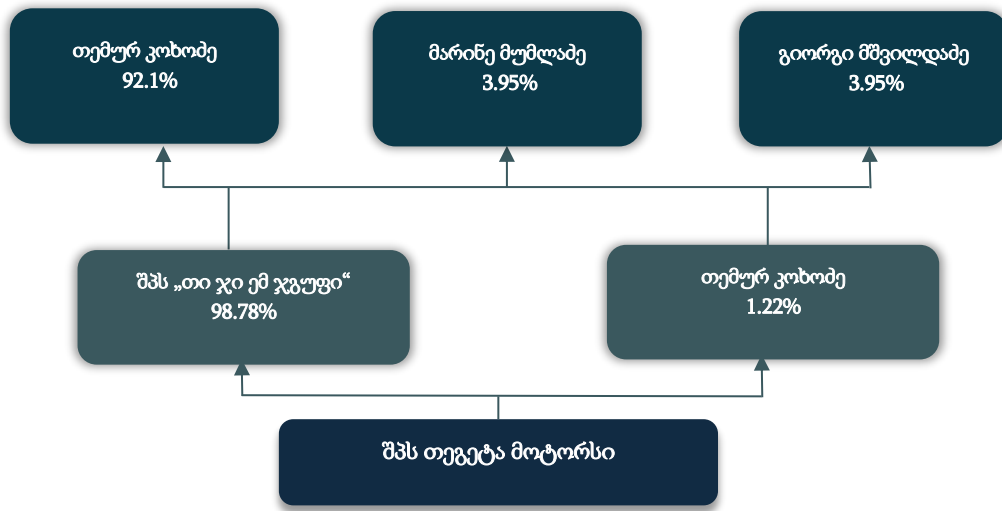 თემურ კოხოძე
92.1%
მარინე მუმლაძე
3.95%
გიორგი მშვილდაძე
3.95%
შპს „თი ჯი ემ ჯგუფი“
98.78%
თემურ კოხოძე
1.22%
შპს თეგეტა მოტორსი